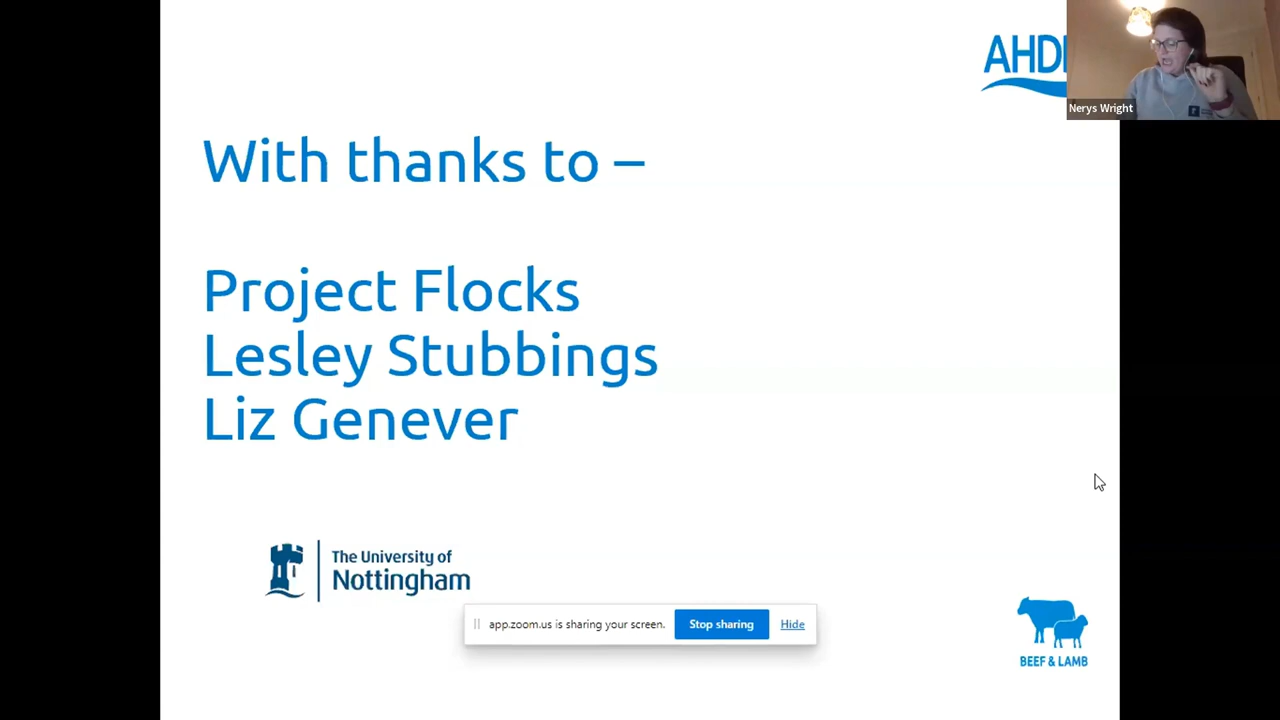 AHD
Nerys Wright
With thanks to –
Project Flocks
Lesley Stubbings
Liz Genever
The University of
Nottingham
app.zoom.us is sharing your screen.
Stop sharing
Hide
BEEF & LAMB